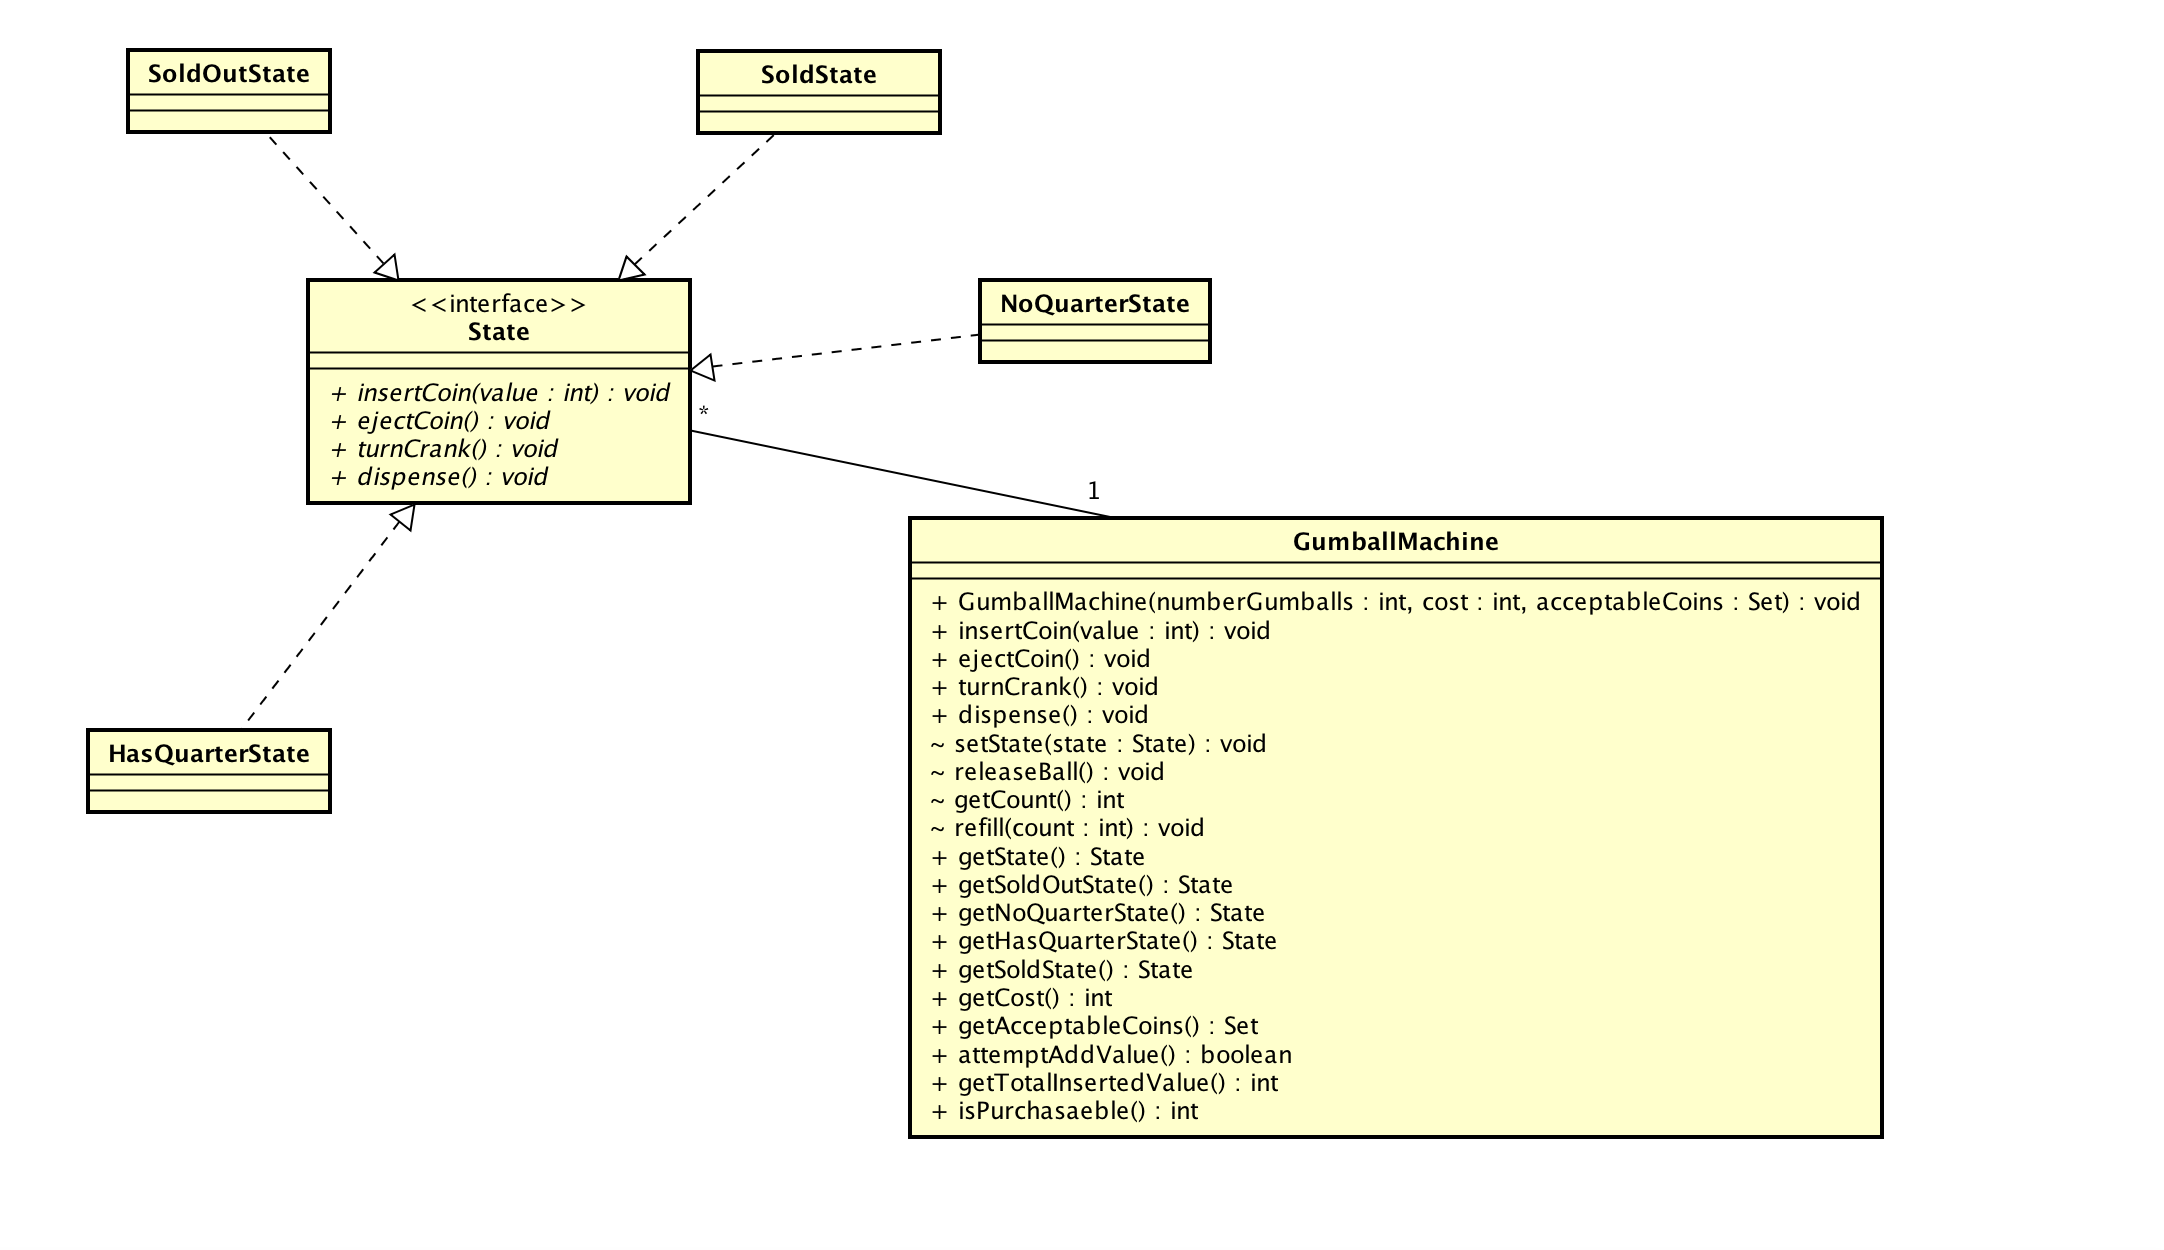 SoldOutState
SoldState
<<interface>>
State
+ insertCoin(value : int) : void
+ ejectCoin() : void
+ turnCrank() : void
+ dispense() : void
NoQuarterState
*
1
GumballMachine
+ GumballMachine(numberGumballs : int, cost : int, acceptableCoins : Set) : void
+ insertCoin(value : int) : void
+ ejectCoin() : void
+ turnCrank() : void
+ dispense() : void
~ setState(state : State) : void
~ releaseBall() : void
~ getCount() : int
~ refill(count : int) : void
+ getState() : State
+ getSoldOutState() : State
+ getNoQuarterState() : State
+ getHasQuarterState() : State
+ getSoldState() : State
+ getCost() : int
+ getAcceptableCoins() : Set
+ attemptAddValue() : boolean
+ getTotalInsertedValue() : int
+ isPurchasaeble() : int
HasQuarterState